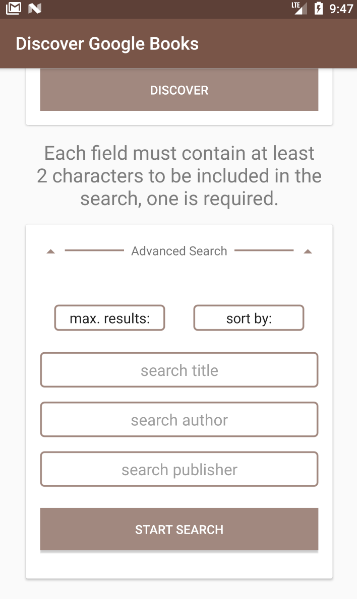 LTE 9:47
Discover Google Books
DISCOVER
Each field must contain at least
2 characters to be included in the
search, one is required.
Advanced Search
max. results: sort by:
search title
search author
search publisher
START SEARCH